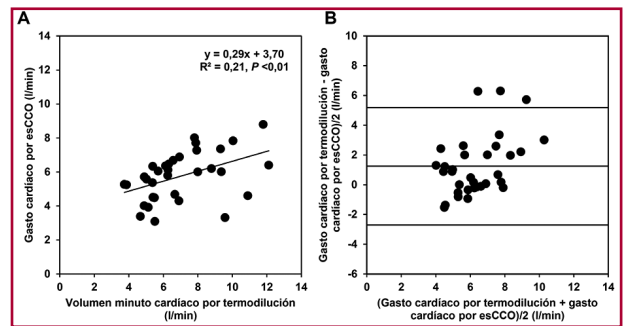 A
14
12
10
8
6
4
2
0
0 2 4 6 8 10 12 14
y = 0,29x + 3,70
R² = 0,21, P <0,01
Gasto cardíaco por esCCO (l/min)
Volumen minuto cardíaco por termodilución
(l/min)
B
10
8
6
4
2
0
-2
-4
-6
0 2 4 6 8 10 12 14
Gasto cardíaco por termodilución - gasto
cardíaco por esCCO)/2 (l/min)
(Gasto cardíaco por termodilución + gasto
cardíaco por esCCO)/2 (l/min)